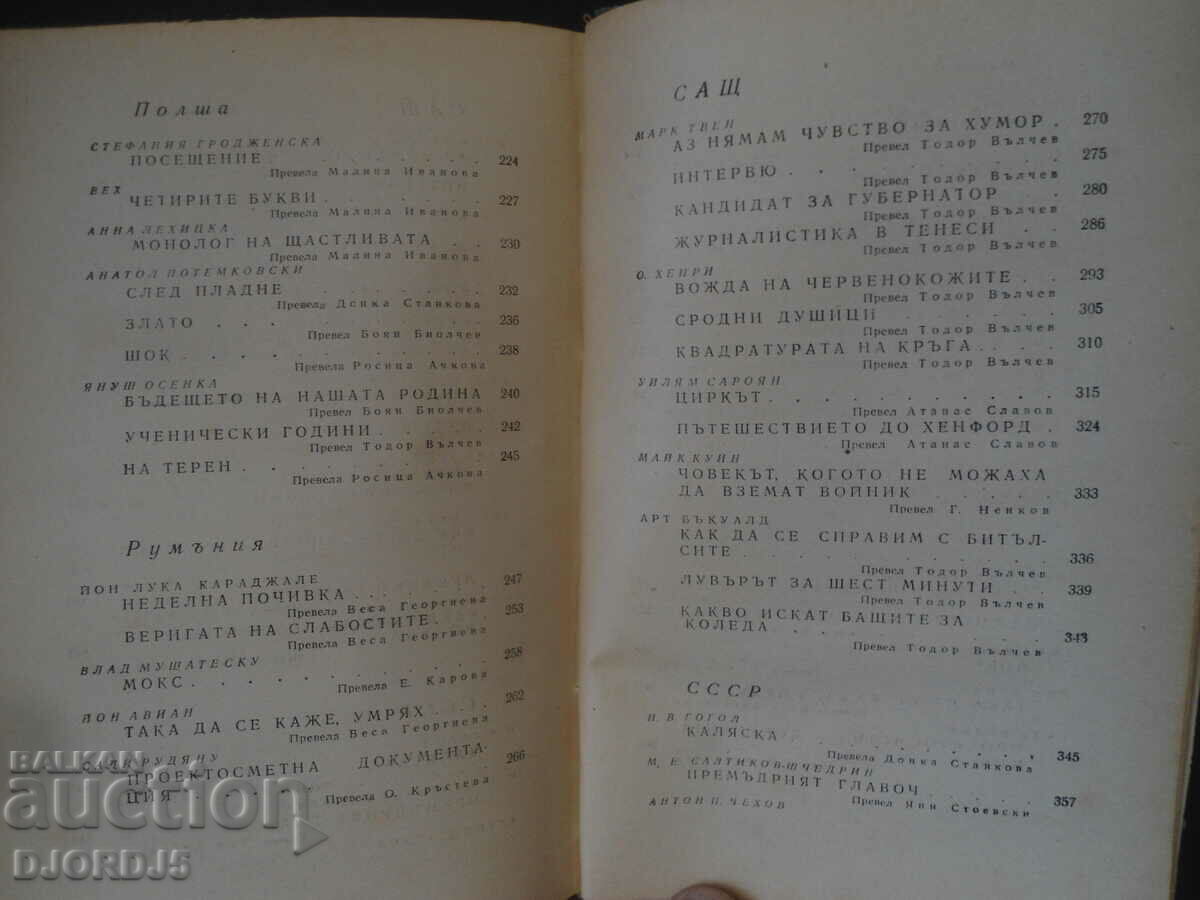 Полша
СТЕФАНИЯ ГРОДЖЕНСКА
ПОСЕЩЕНИЕ . . . . . . . 224
Превела Малина Иванова
ВЕХ
ЧЕТИРИТЕ БУКВИ . . . . . 227
Превела Малина Иванова
АННА ЛЕХИЦКА
МОНОЛОГ НА ЩАСТЛИВАТА . . 230
Превела Малина Иванова
АНАТОЛ ПОТЕМКОВСКИ
СЛЕД ПЛАДНЕ . . . . . . 232
Превела Донка Станкова
ЗЛАТО . . . . . . . . 236
Превел Боян Биолчев
ШОК . . . . . . . . . 238
Превела Росица Ачкова
ЯНУШ ОСЕНКА
БЪДЕЩЕТО НА НАШАТА РОДИНА 240
Превел Боян Биолчев
УЧЕНИЧЕСКИ ГОДИНИ . . . . 242
Превел Тодор Вълчев
НА ТЕРЕН . . . . . . . 245
Превела Росица Ачкова
Румъния
ЙОН ЛУКА КАРАДЖАЛЕ
НЕДЕЛНА ПОЧИВКА . . . . . 247
Превела Веса Георгиева
ВЕРИГАТА НА СЛАБОСТИТЕ . . 253
Превела Веса Георгиева
ВЛАД МУШАТЕСКУ
МОКС . . . . . . . . . 258
Превела Е. Карова
ЙОН АВИАН
ТАКА ДА СЕ КАЖЕ, УМРЯХ . . 262
Превела Веса Георгиева
РУДЯНУ
ПРОЕКТОСМЕТНА ДОКУМЕНТА-
ЦИЯ . . . . . . . . . 266
Превела О. Кръстева
САЩ
МАРК ТВЕН
АЗ НЯМАМ ЧУВСТВО ЗА ХУМОР . 270
Превел Тодор Вълчев
ИНТЕРВЮ . . . . . . . . 275
Превел Тодор Вълчев
КАНДИДАТ ЗА ГУБЕРНАТОР . . 280
Превел Тодор Вълчев
ЖУРНАЛИСТИКА В ТЕНЕСИ . . 286
Превел Тодор Вълчев
О. ХЕНРИ
ВОЖДА НА ЧЕРВЕНОКОЖИТЕ . . 293
Превел Тодор Вълчев
СРОДНИ ДУШИЦИ . . . . . 305
Превел Тодор Вълчев
КВАДРАТУРАТА НА КРЪГА . . . 310
Превел Тодор Вълчев
УИЛЯМ САРОЯН
ЦИРКЪТ . . . . . . . . 315
Превел Атанас Славов
ПЪТЕШЕСТВИЕТО ДО ХЕНФОРД . 324
Превел Атанас Славов
МАЙК КУИН
ЧОВЕКЪТ, КОГОТО НЕ МОЖАХА
ДА ВЗЕМАТ ВОЙНИК . . . . . 333
Превел Г. Ненков
АРТ БЪКУАЛД
КАК ДА СЕ СПРАВИМ С БИТЪЛ-
СИТЕ . . . . . . . . . 336
Превел Тодор Вълчев
ЛУВЪРЪТ ЗА ШЕСТ МИНУТИ . . 339
Превел Тодор Вълчев
КАКВО ИСКАТ БАЩИТЕ ЗА
КОЛЕДА . . . . . . . . 343
Превел Тодор Вълчев
СССР
Н. В. ГОГОЛ
КАЛЯСКА . . . . . . . . 345
Превела Донка Станкова
М. Е. САЛТИКОВ-ШЧЕДРИН
ПРЕМЪДРНЯТ ГЛАВОЧ . . . . 357
Превел Яни Стоевски
АНТОН П. ЧЕХОВ
BALKAN
auction
DJORDJ5